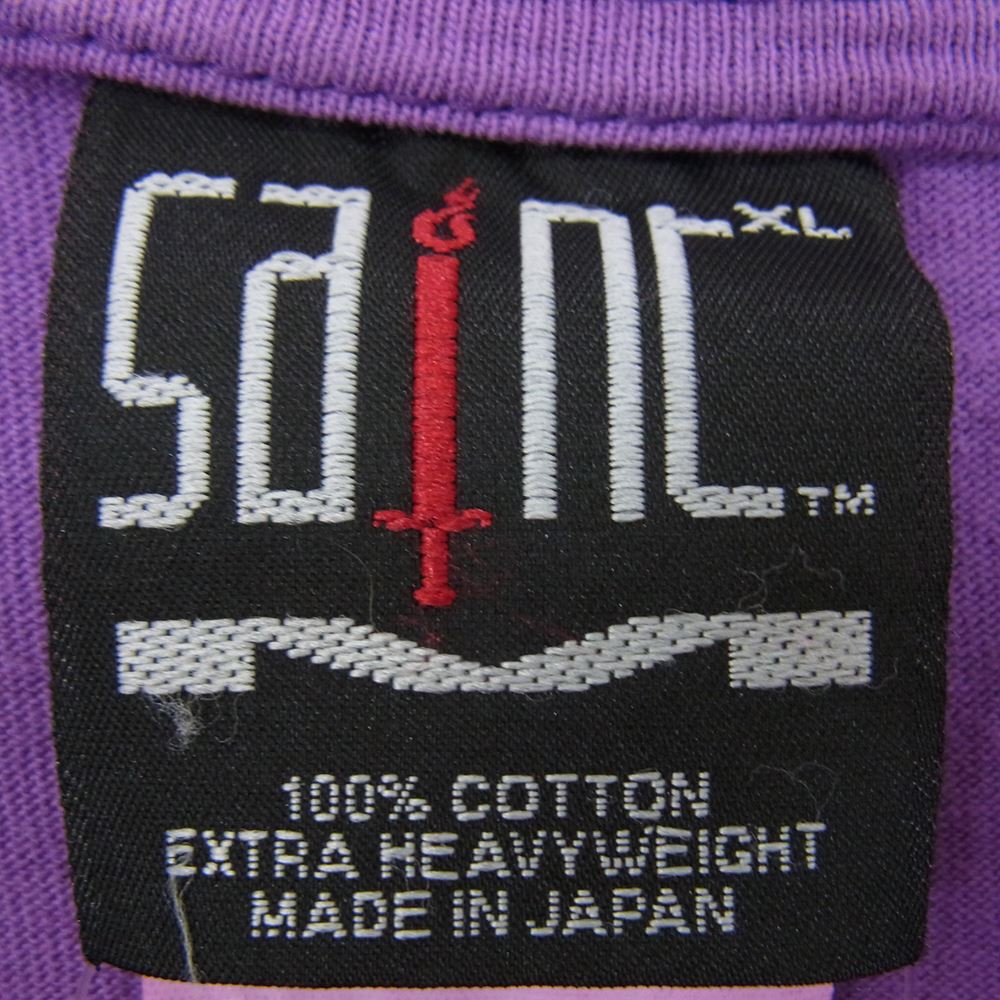 saint XL
TM
100% COTTON
EXTRA HEAVYWEIGHT
MADE IN JAPAN